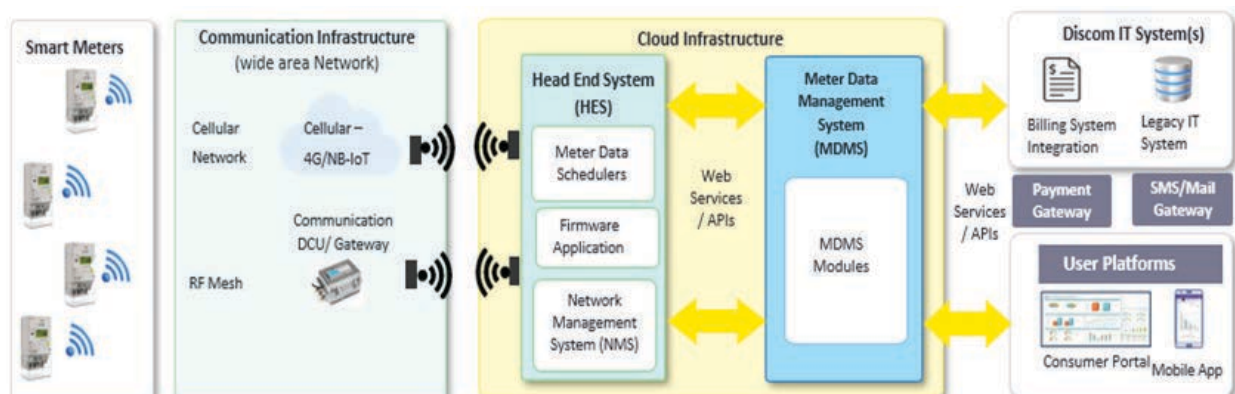 Smart Meters
Communication Infrastructure
(wide area Network)
Cellular
Network
Cellular –
4G/NB-IoT
Communication
DCU/ Gateway
RF Mesh
Cloud Infrastructure
Head End System
(HES)
Meter Data
Schedulers
Firmware
Application
Network
Management
System (NMS)
Web
Services
/ APIs
Meter Data
Management
System
(MDMS)
MDMS
Modules
Web
Services
/ APIs
Discom IT System(s)
$
Billing System
Integration
Legacy IT
System
Payment
Gateway
SMS/Mail
Gateway
User Platforms
Consumer Portal
Mobile App